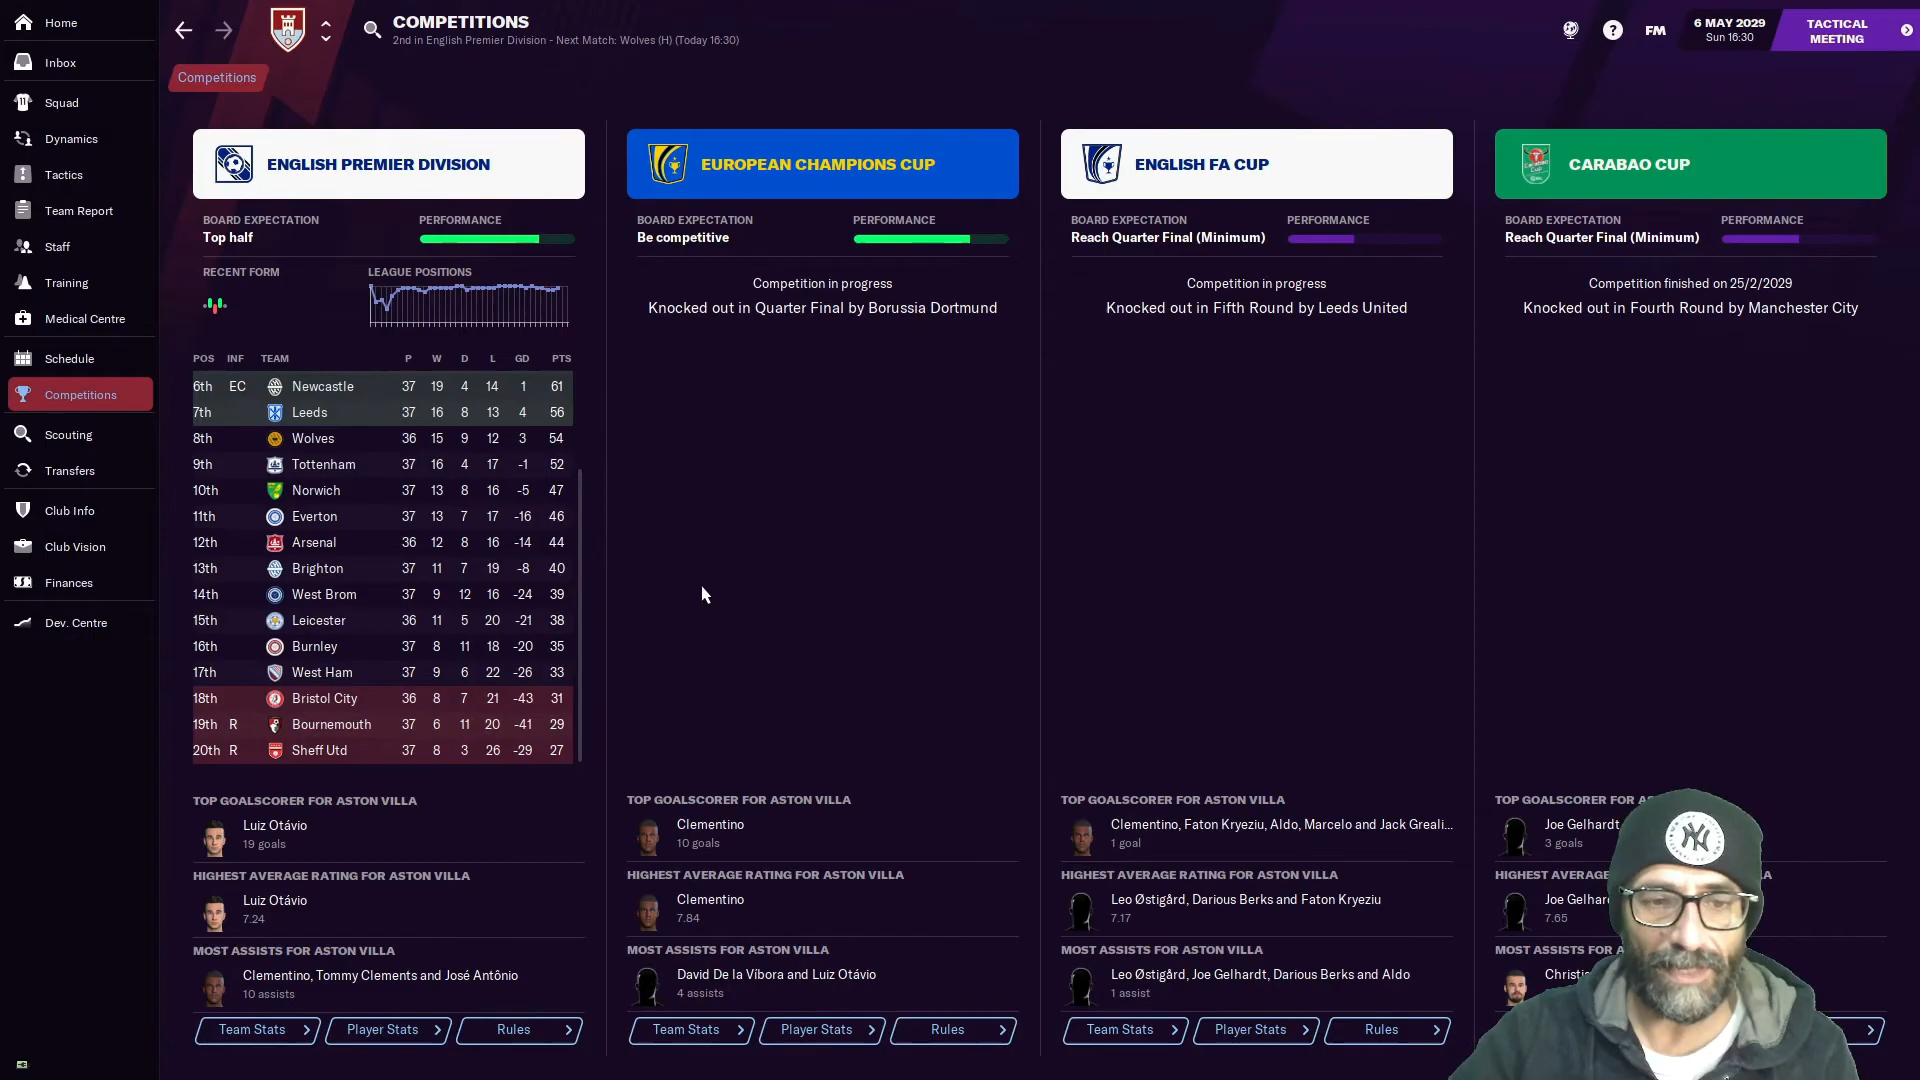 Home
Inbox
Squad
Dynamics
Tactics
Team Report
Staff
Training
Medical Centre
Schedule
Competitions
Scouting
Transfers
Club Info
Club Vision
Finances
Dev. Centre
COMPETITIONS
2nd in English Premier Division - Next Match: Wolves (H) (Today 16:30)
FM
6 MAY 2029
Sun 16:30
TACTICAL
MEETING
Competitions
ENGLISH PREMIER DIVISION
BOARD EXPECTATION PERFORMANCE
Top half
RECENT FORM LEAGUE POSITIONS
POS INF TEAM P W D L GD PTS
6th EC Newcastle 37 19 4 14 1 61
7th Leeds 37 16 8 13 4 56
8th Wolves 36 15 9 12 3 54
9th Tottenham 37 16 4 17 -1 52
10th Norwich 37 13 8 16 -5 47
11th Everton 37 13 7 17 -16 46
12th Arsenal 36 12 8 16 -14 44
13th Brighton 37 11 7 19 -8 40
14th West Brom 37 9 12 16 -24 39
15th Leicester 36 11 5 20 -21 38
16th Burnley 37 8 11 18 -20 35
17th West Ham 37 9 6 22 -26 33
18th Bristol City 36 8 7 21 -43 31
19th R Bournemouth 37 6 11 20 -41 29
20th R Sheff Utd 37 8 3 26 -29 27
TOP GOALSCORER FOR ASTON VILLA
Luiz Otávio
19 goals
HIGHEST AVERAGE RATING FOR ASTON VILLA
Luiz Otávio
7.24
MOST ASSISTS FOR ASTON VILLA
Clementino, Tommy Clements and José Antônio
10 assists
Team Stats Player Stats Rules
EUROPEAN CHAMPIONS CUP
BOARD EXPECTATION PERFORMANCE
Be competitive
Competition in progress
Knocked out in Quarter Final by Borussia Dortmund
TOP GOALSCORER FOR ASTON VILLA
Clementino
10 goals
HIGHEST AVERAGE RATING FOR ASTON VILLA
Clementino
7.84
MOST ASSISTS FOR ASTON VILLA
David De la Víbora and Luiz Otávio
4 assists
Team Stats Player Stats Rules
ENGLISH FA CUP
BOARD EXPECTATION PERFORMANCE
Reach Quarter Final (Minimum)
Competition in progress
Knocked out in Fifth Round by Leeds United
TOP GOALSCORER FOR ASTON VILLA
Clementino, Faton Kryeziu, Aldo, Marcelo and Jack Greali...
1 goal
HIGHEST AVERAGE RATING FOR ASTON VILLA
Leo Østigård, Darious Berks and Faton Kryeziu
7.17
MOST ASSISTS FOR ASTON VILLA
Leo Østigård, Joe Gelhardt, Darious Berks and Aldo
1 assist
Team Stats Player Stats Rules
CARABAO CUP
BOARD EXPECTATION PERFORMANCE
Reach Quarter Final (Minimum)
Competition finished on 25/2/2029
Knocked out in Fourth Round by Manchester City
TOP GOALSCORER FOR A
Joe Gelhardt
3 goals
HIGHEST AVERAGE
Joe Gelhar
7.65
MOST ASSISTS FOR A
Christi